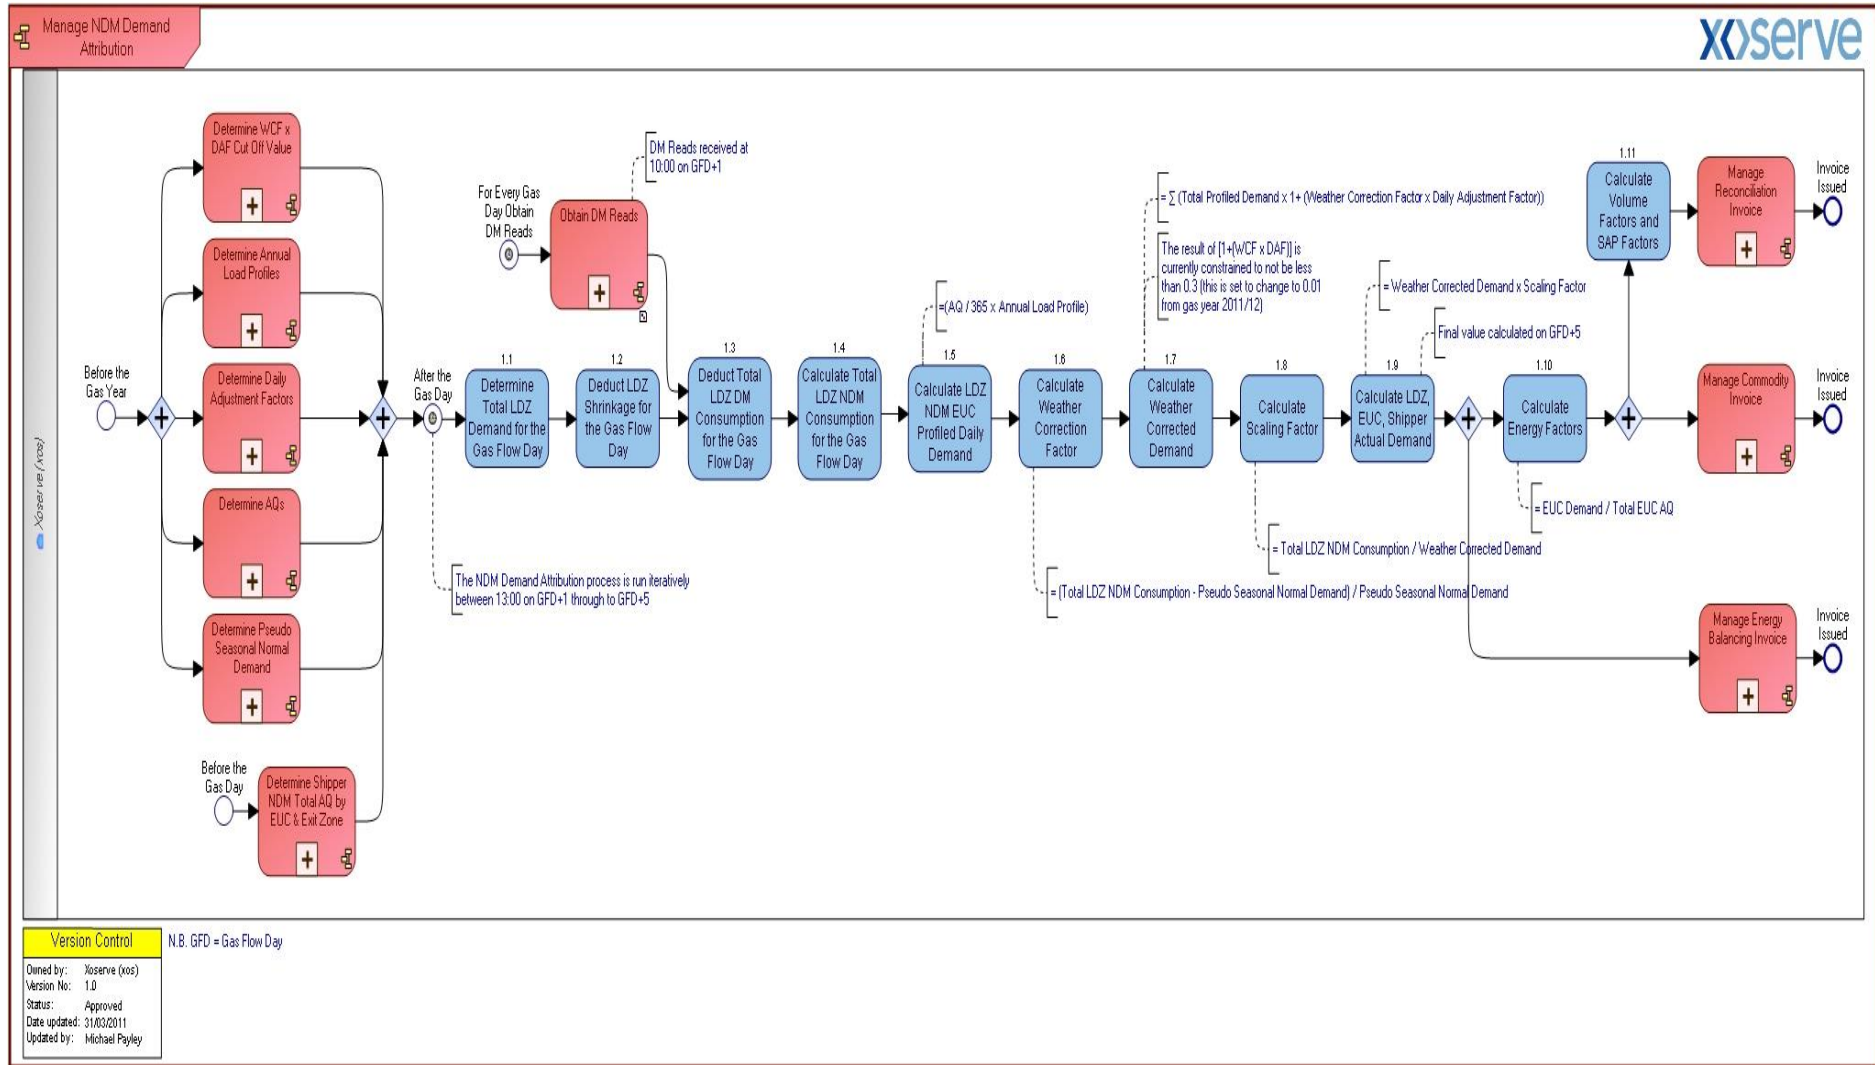 Manage NDM Demand
Attribution
xoserve
Xoserve (xos)
Before the
Gas Year
Determine WCF x
DAF Cut Off Value
Determine Annual
Load Profiles
Determine Daily
Adjustment Factors
Determine AQs
Determine Pseudo
Seasonal Normal
Demand
Before the
Gas Day
Determine Shipper
NDM Total AQ by
EUC & Exit Zone
After the
Gas Day
The NDM Demand Attribution process is run iteratively
between 13:00 on GFD+1 through to GFD+5
For Every Gas
Day Obtain
DM Reads
Obtain DM Reads
DM Reads received at
10:00 on GFD+1
1.1
Determine
Total LDZ
Demand for the
Gas Flow Day
1.2
Deduct LDZ
Shrinkage for
the Gas Flow
Day
1.3
Deduct Total
LDZ DM
Consumption
for the Gas
Flow Day
1.4
Calculate Total
LDZ NDM
Consumption
for the Gas
Flow Day
=(AQ / 365 x Annual Load Profile)
1.5
Calculate LDZ
NDM EUC
Profiled Daily
Demand
1.6
Calculate
Weather
Correction
Factor
= (Total LDZ NDM Consumption - Pseudo Seasonal Normal Demand) / Pseudo Seasonal Normal Demand
= ∑ (Total Profiled Demand x 1+ (Weather Correction Factor x Daily Adjustment Factor))
The result of [1+(WCF x DAF)] is
currently constrained to not be less
than 0.3 (this is set to change to 0.01
from gas year 2011/12)
1.7
Calculate
Weather
Corrected
Demand
1.8
Calculate
Scaling Factor
= Total LDZ NDM Consumption / Weather Corrected Demand
= Weather Corrected Demand x Scaling Factor
Final value calculated on GFD+5
1.9
Calculate LDZ,
EUC, Shipper
Actual Demand
1.10
Calculate
Energy Factors
= EUC Demand / Total EUC AQ
1.11
Calculate
Volume
Factors and
SAP Factors
Manage
Reconciliation
Invoice
Invoice
Issued
Manage Commodity
Invoice
Invoice
Issued
Manage Energy
Balancing Invoice
Invoice
Issued
Version Control
N.B. GFD = Gas Flow Day
Owned by: Xoserve (xos)
Version No: 1.0
Status: Approved
Date updated: 31/03/2011
Updated by: Michael Payley